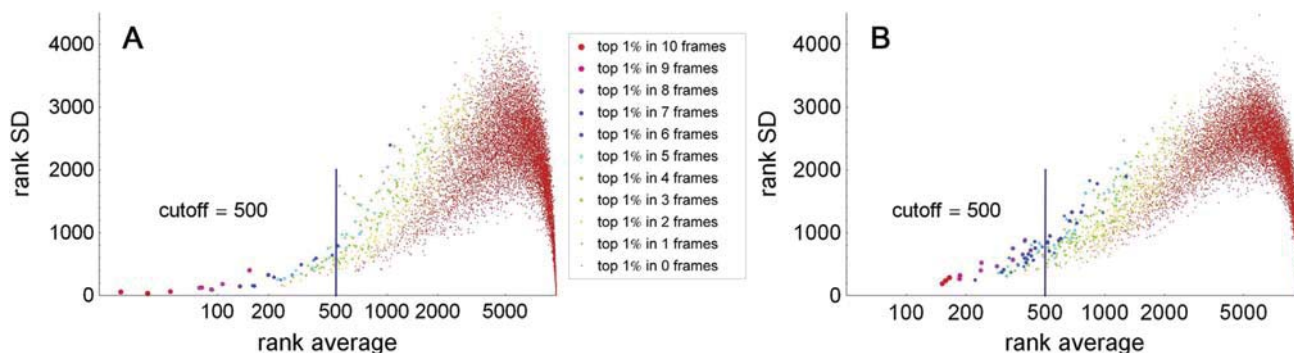 A
rank SD
4000
3000
2000
1000
0
cutoff = 500
100
200
500
1000
2000
5000
rank average
top 1% in 10 frames
top 1% in 9 frames
top 1% in 8 frames
top 1% in 7 frames
top 1% in 6 frames
top 1% in 5 frames
top 1% in 4 frames
top 1% in 3 frames
top 1% in 2 frames
top 1% in 1 frames
top 1% in 0 frames
B
rank SD
4000
3000
2000
1000
0
cutoff = 500
100
200
500
1000
5000
rank average